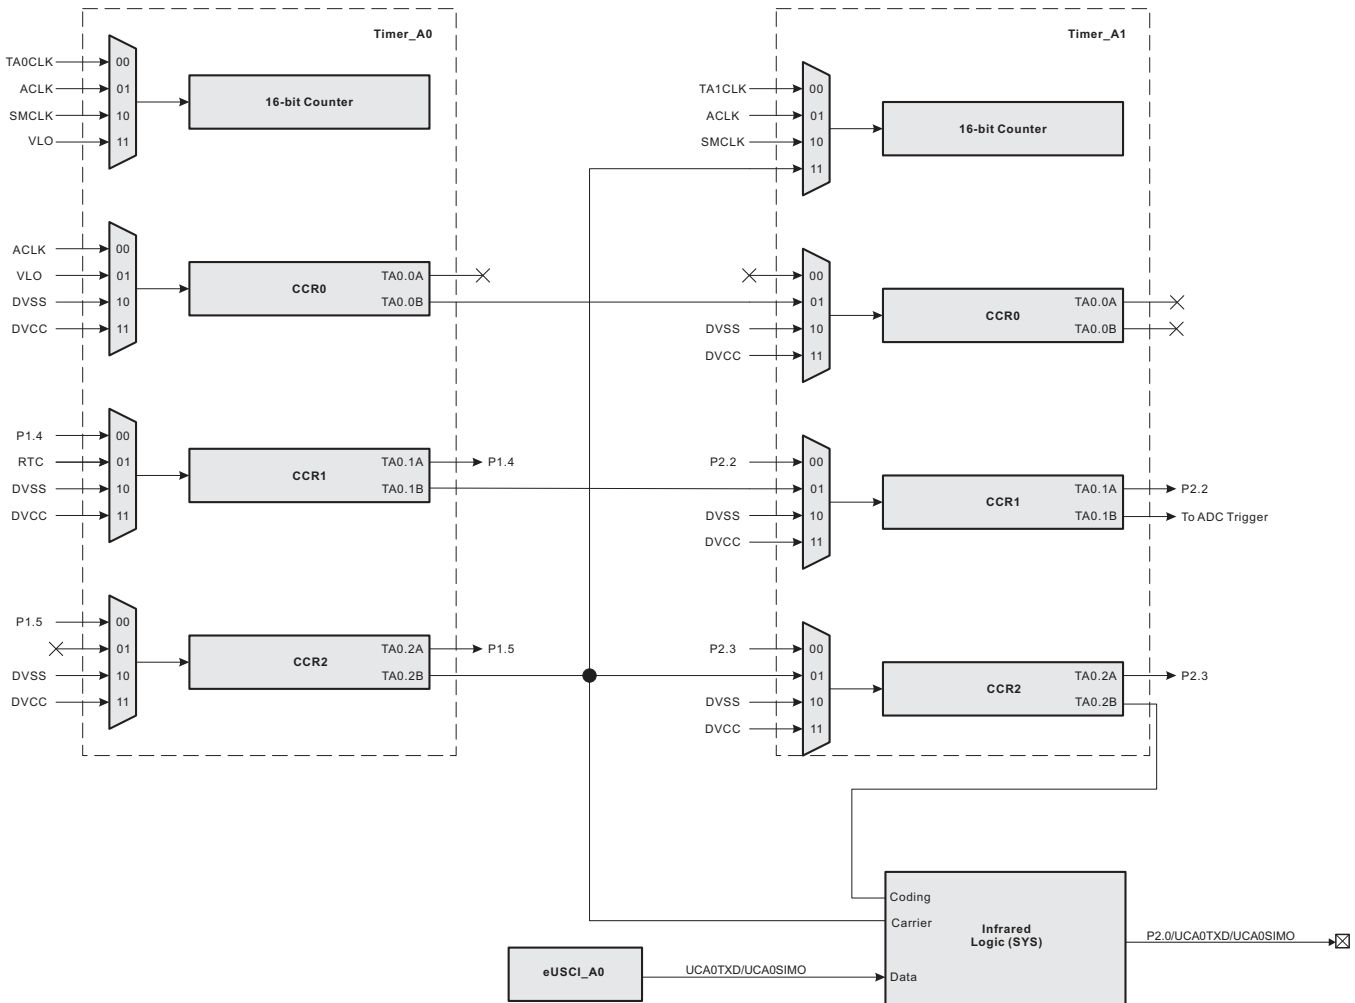 Timer_A0
TA0CLK
ACLK
SMCLK
VLO
00
01
10
11
16-bit Counter
ACLK
VLO
DVSS
DVCC
00
01
10
11
CCR0
TA0.0A
TA0.0B
P1.4
RTC
DVSS
DVCC
00
01
10
11
CCR1
TA0.1A
TA0.1B
P1.4
P1.5
DVSS
DVCC
00
01
10
11
CCR2
TA0.2A
TA0.2B
P1.5
Timer_A1
TA1CLK
ACLK
SMCLK
00
01
10
11
16-bit Counter
DVSS
DVCC
00
01
10
11
CCR0
TA0.0A
TA0.0B
P2.2
DVSS
DVCC
00
01
10
11
CCR1
TA0.1A
TA0.1B
P2.2
To ADC Trigger
P2.3
DVSS
DVCC
00
01
10
11
CCR2
TA0.2A
TA0.2B
P2.3
Coding
Carrier
Data
Infrared
Logic (SYS)
P2.0/UCA0TXD/UCA0SIMO
eUSCI_A0
UCA0TXD/UCA0SIMO